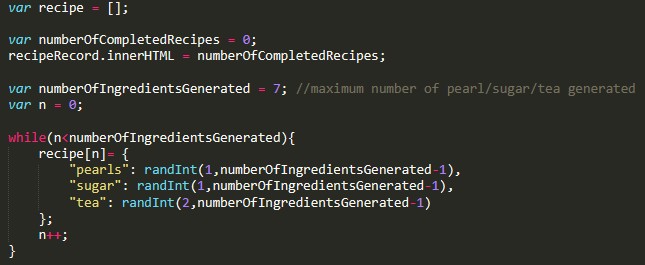 var recipe = [];
var numberOfCompletedRecipes = 0;
recipeRecord.innerHTML = numberOfCompletedRecipes;
var numberOfIngredientsGenerated = 7; //maximum number of pearl/sugar/tea generated
var n = 0;
while(n<numberOfIngredientsGenerated){
    recipe[n]= {
        "pearls": randInt(1,numberOfIngredientsGenerated-1),
        "sugar": randInt(1,numberOfIngredientsGenerated-1),
        "tea": randInt(2,numberOfIngredientsGenerated-1)
    };
    n++;
}